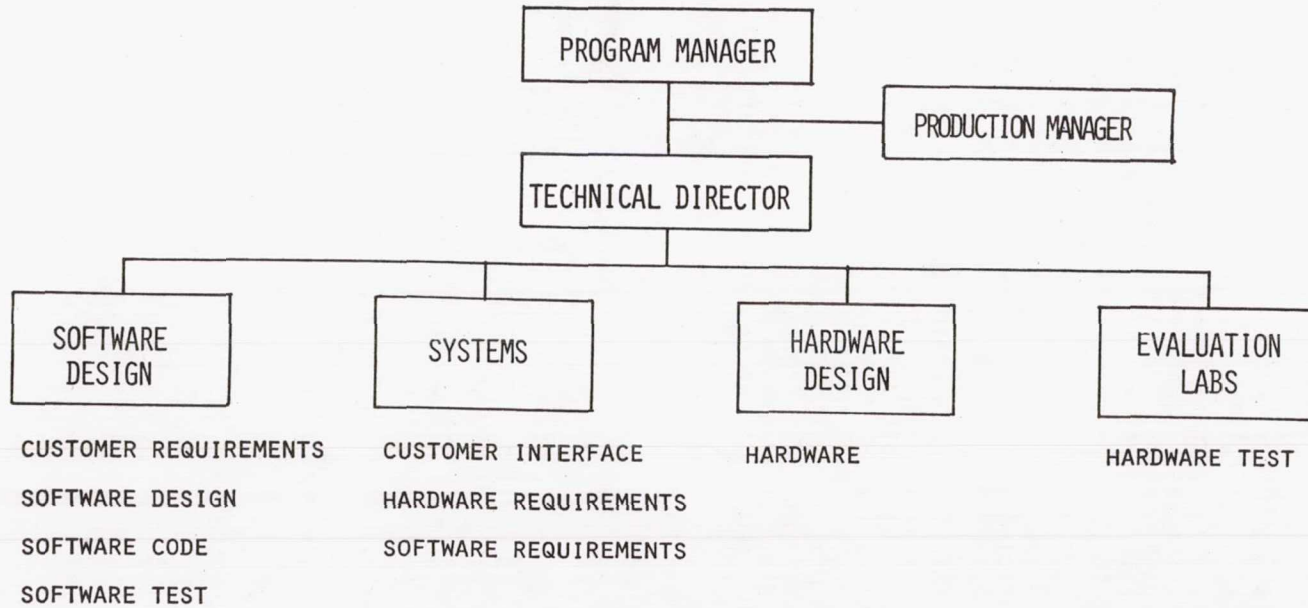 PROGRAM MANAGER
PRODUCTION MANAGER
TECHNICAL DIRECTOR
SOFTWARE
DESIGN
SYSTEMS
HARDWARE
DESIGN
EVALUATION
LABS
CUSTOMER REQUIREMENTS
SOFTWARE DESIGN
SOFTWARE CODE
SOFTWARE TEST
CUSTOMER INTERFACE
HARDWARE REQUIREMENTS
SOFTWARE REQUIREMENTS
HARDWARE
HARDWARE TEST